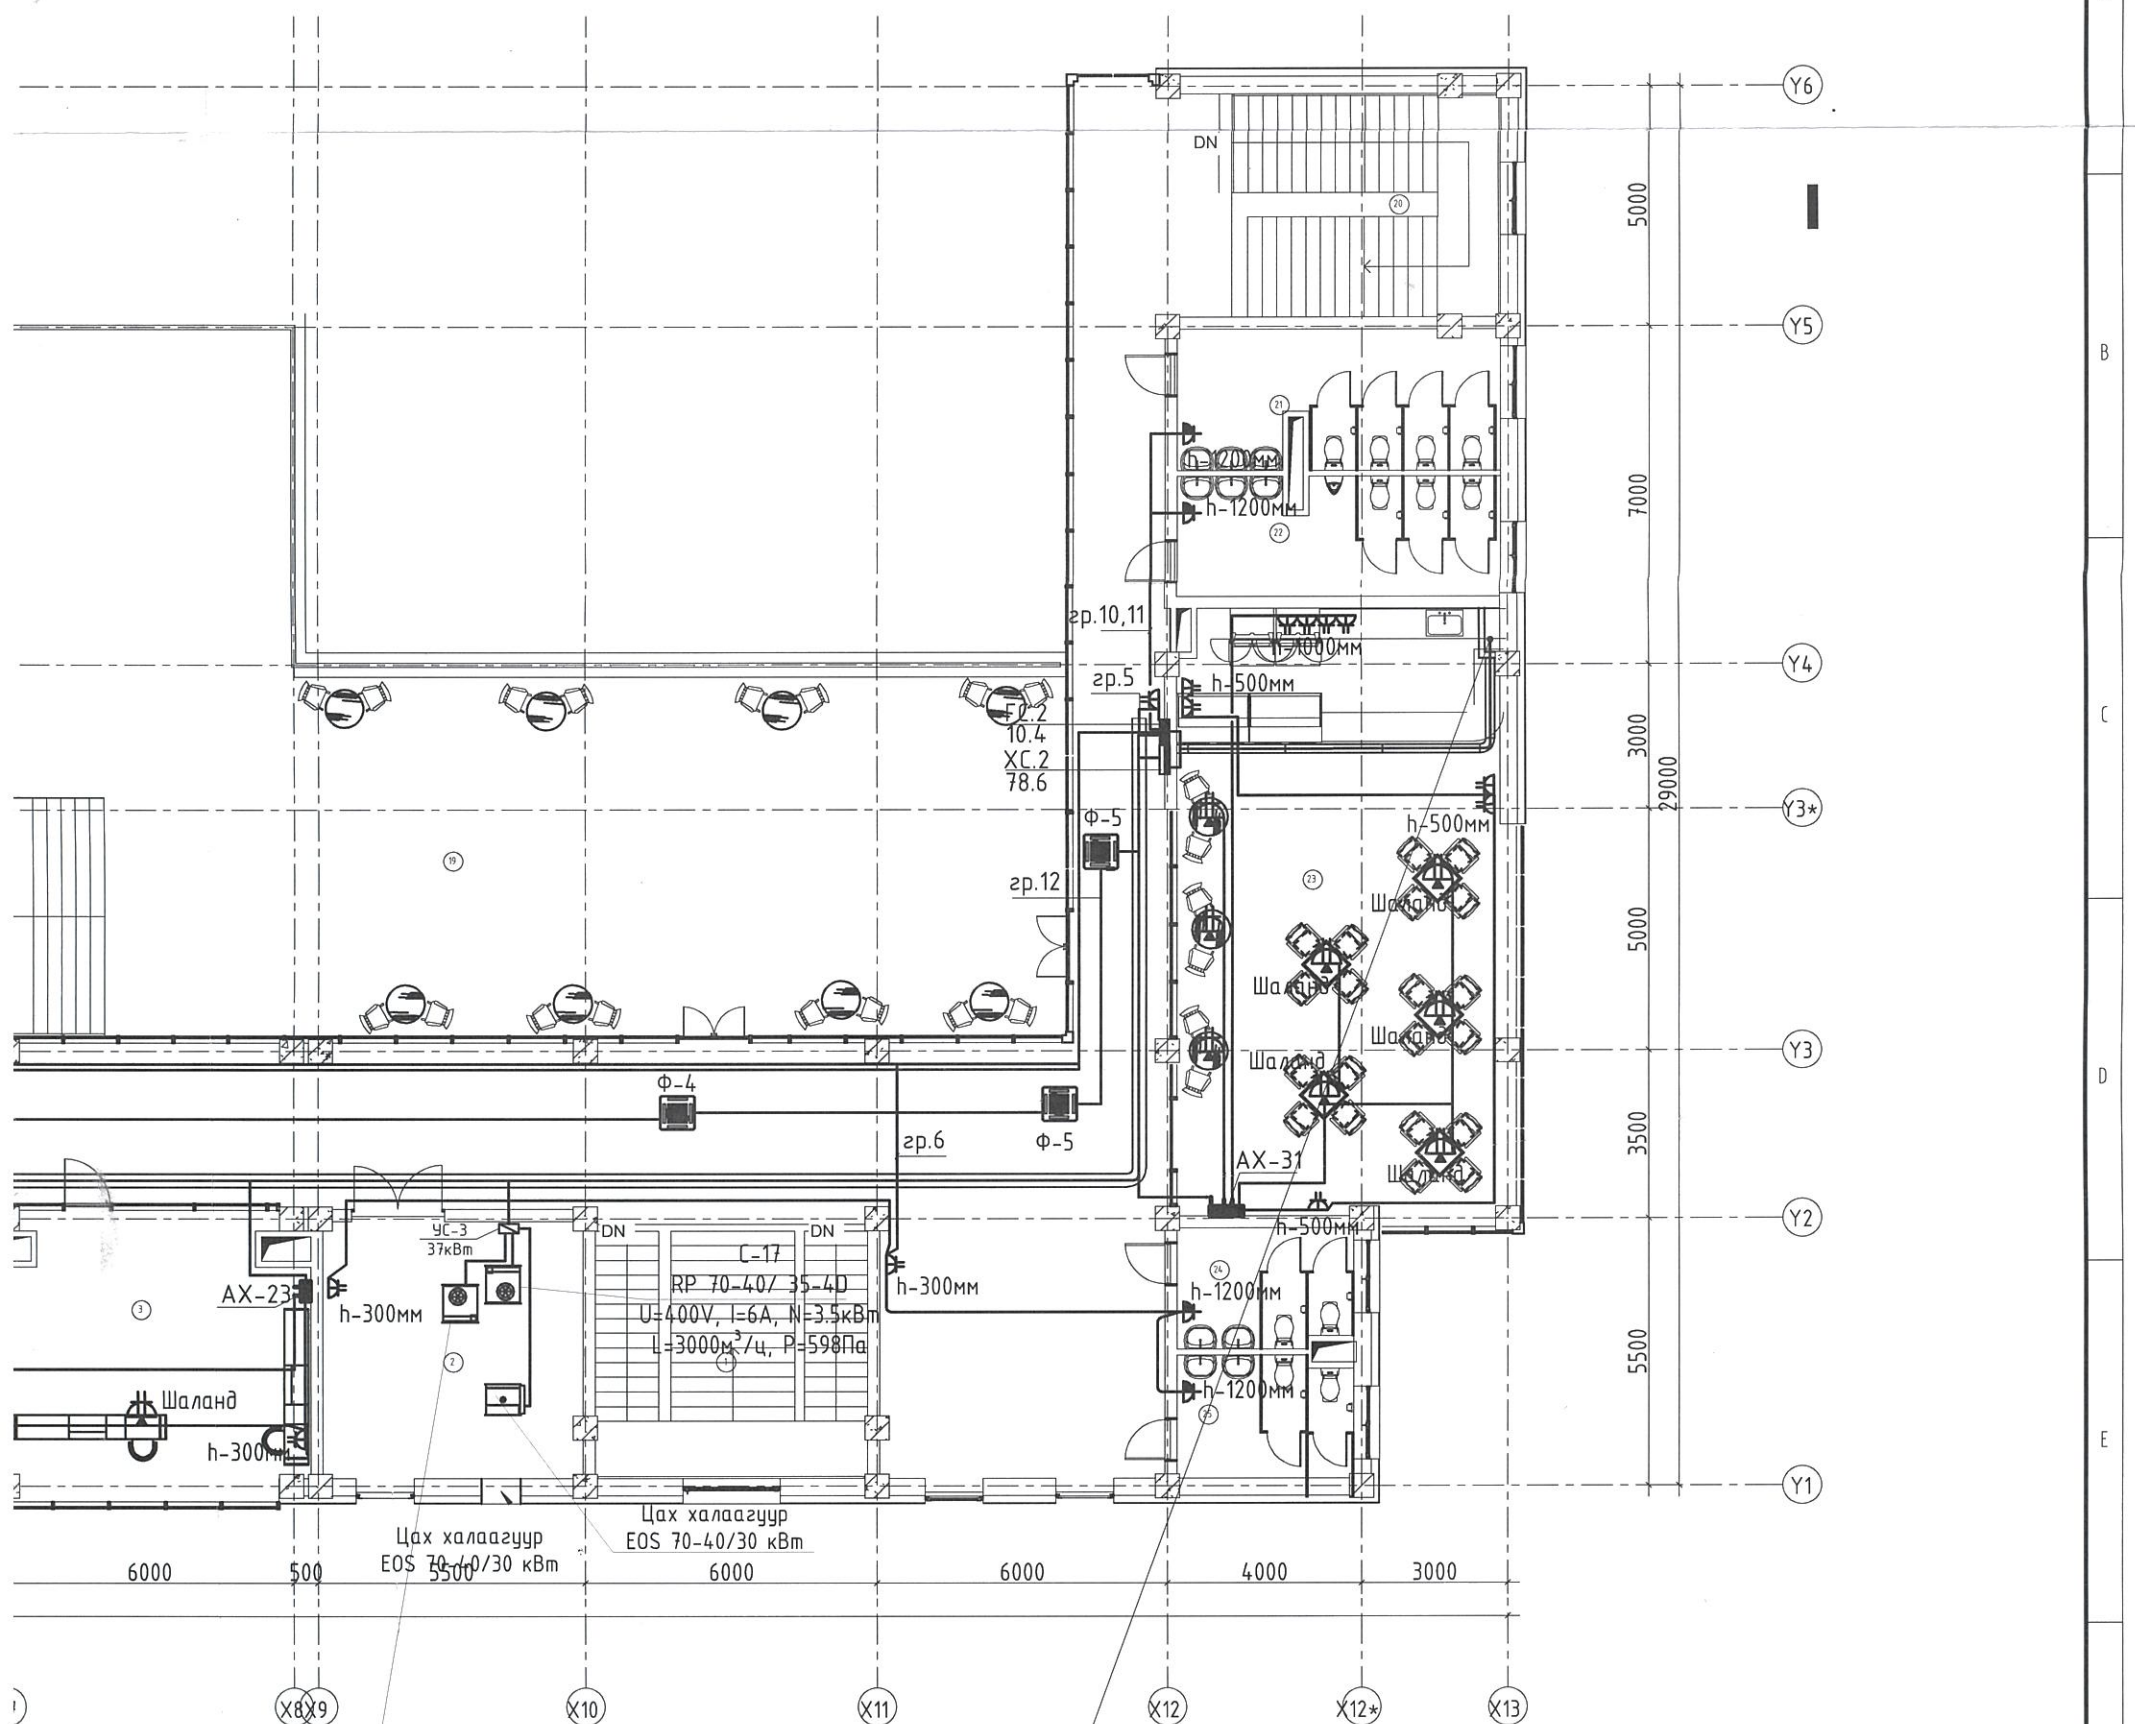 Y6
DN
5000
20
Y5
B
21
h-1200мм
7000
h-1200мм
22
гр.10,11
h-1000мм
Y4
гр.5
h-500мм
C
10.4
3000
ХС.2
78.6
29000
Y3*
Ф-5
h-500мм
19
гр.12
23
Шаланд
5000
Шаланд
Шаланд
Y3
Шаланд
D
Ф-4
Ф-5
гр.6
3500
АХ-31
Шаланд
Y2
УС-3
37кВт
DN
DN
h-500мм
С-17
24
RP 70-40/ 35-4D
h-300мм
h-1200мм
АХ-23
3
h-300мм
U=400V, I=6A, N=3.5кВт
L=3000м³/ц, P=598Па
2
1
5500
h-1200мм
Шаланд
25
E
h-300мм
Y1
Цах халаагуур
EOS 70-40/30 кВт
Цах халаагуур
EOS 70-40/30 кВт
6000
500
5500
6000
6000
4000
3000
X8
X9
X10
X11
X12
X12*
X13